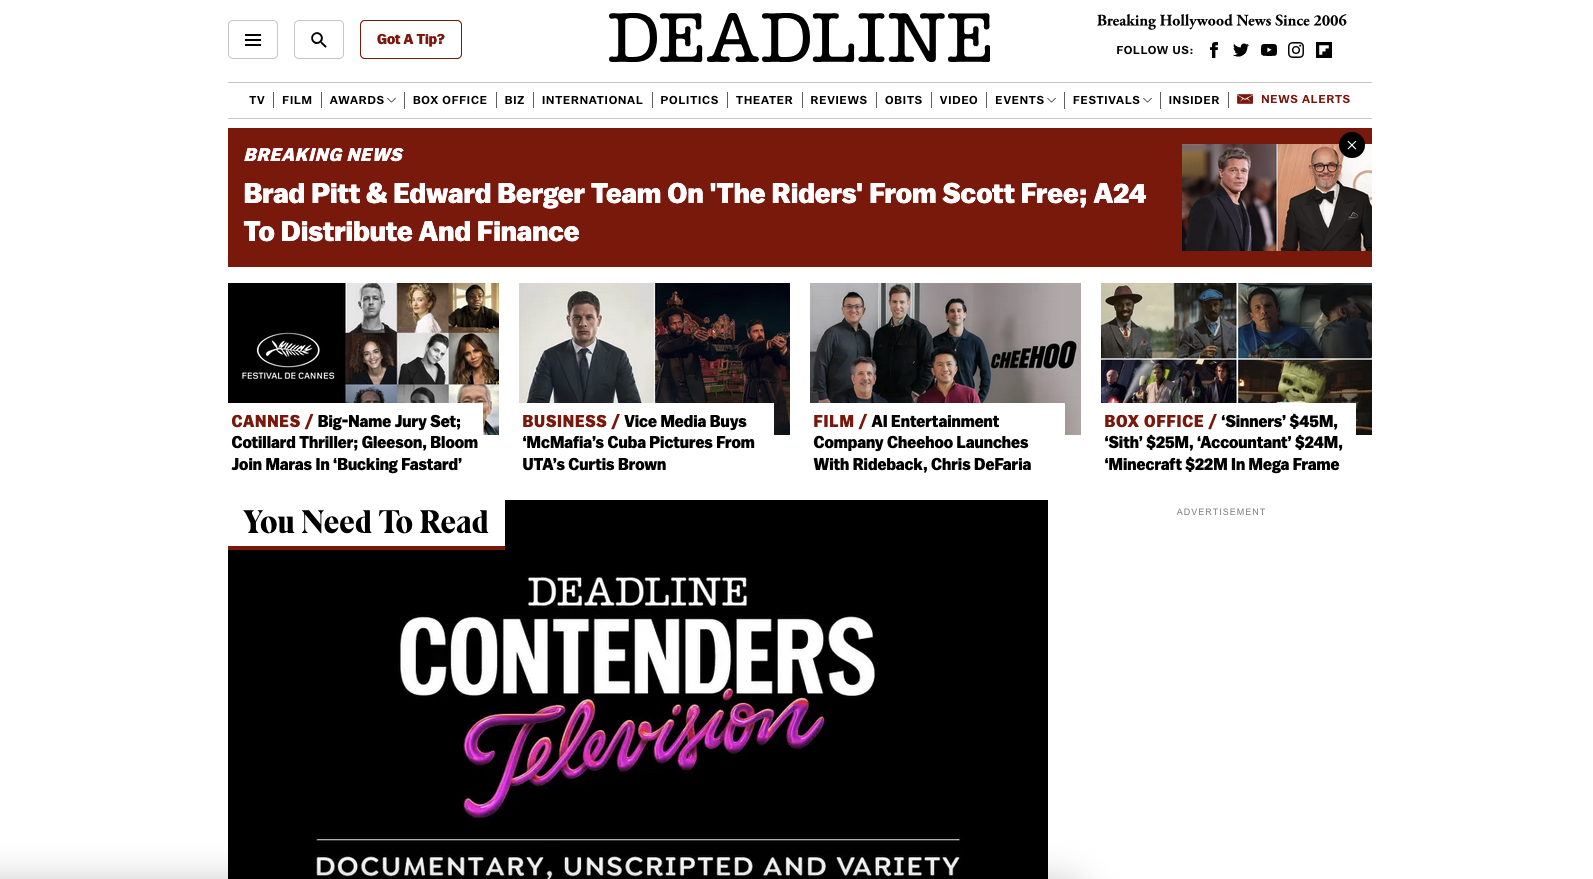 Got A Tip?
DEADLINE
Breaking Hollywood News Since 2006
FOLLOW US:
TV
FILM
AWARDS
BOX OFFICE
BIZ
INTERNATIONAL
POLITICS
THEATER
REVIEWS
OBITS
VIDEO
EVENTS
FESTIVALS
INSIDER
NEWS ALERTS
BREAKING NEWS
Brad Pitt & Edward Berger Team On 'The Riders' From Scott Free; A24
To Distribute And Finance
FESTIVAL DE CANNES
CANNES / Big-Name Jury Set;
Cotillard Thriller; Gleeson, Bloom
Join Maras In ‘Bucking Fastard’
BUSINESS / Vice Media Buys
‘McMafia’s Cuba Pictures From
UTA’s Curtis Brown
CHEEHOO
FILM / AI Entertainment
Company Cheehoo Launches
With Rideback, Chris DeFaria
BOX OFFICE / ‘Sinners’ $45M,
‘Sith’ $25M, ‘Accountant’ $24M,
‘Minecraft $22M In Mega Frame
You Need To Read
ADVERTISEMENT
DEADLINE
CONTENDERS
Television
DOCUMENTARY, UNSCRIPTED AND VARIETY